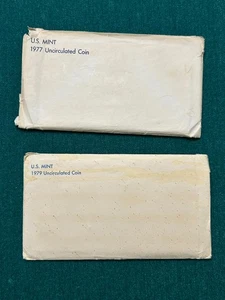 U.S. MINT
1977 Uncirculated Coin
U.S. MINT
1979 Uncirculated Coin